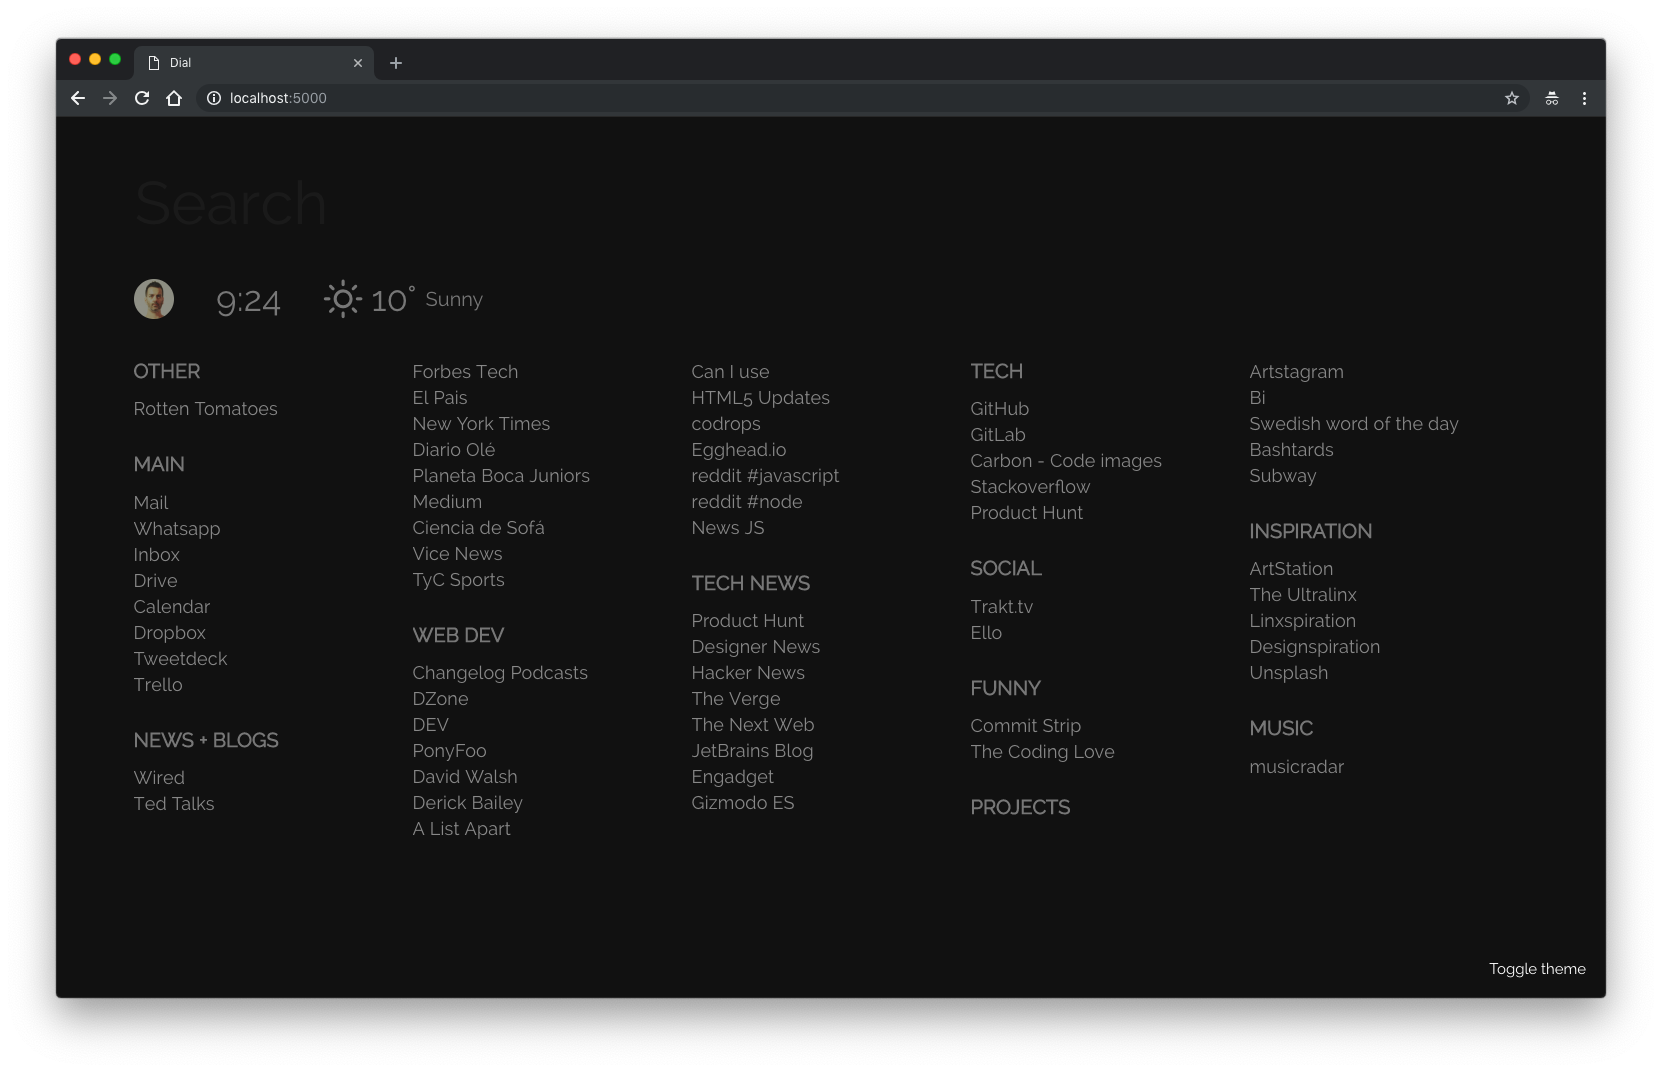 Dial
localhost:5000
Search
9:24
10° Sunny
OTHER
Rotten Tomatoes
MAIN
Mail
Whatsapp
Inbox
Drive
Calendar
Dropbox
Tweetdeck
Trello
NEWS + BLOGS
Wired
Ted Talks
Forbes Tech
El Pais
New York Times
Diario Olé
Planeta Boca Juniors
Medium
Ciencia de Sofá
Vice News
TyC Sports
WEB DEV
Changelog Podcasts
DZone
DEV
PonyFoo
David Walsh
Derick Bailey
A List Apart
Can I use
HTML5 Updates
codrops
Egghead.io
reddit #javascript
reddit #node
News JS
TECH NEWS
Product Hunt
Designer News
Hacker News
The Verge
The Next Web
JetBrains Blog
Engadget
Gizmodo ES
TECH
GitHub
GitLab
Carbon - Code images
Stackoverflow
Product Hunt
SOCIAL
Trakt.tv
Ello
FUNNY
Commit Strip
The Coding Love
PROJECTS
Artstagram
Bi
Swedish word of the day
Bashtards
Subway
INSPIRATION
ArtStation
The Ultralinx
Linxspiration
Designspiration
Unsplash
MUSIC
musicradar
Toggle theme